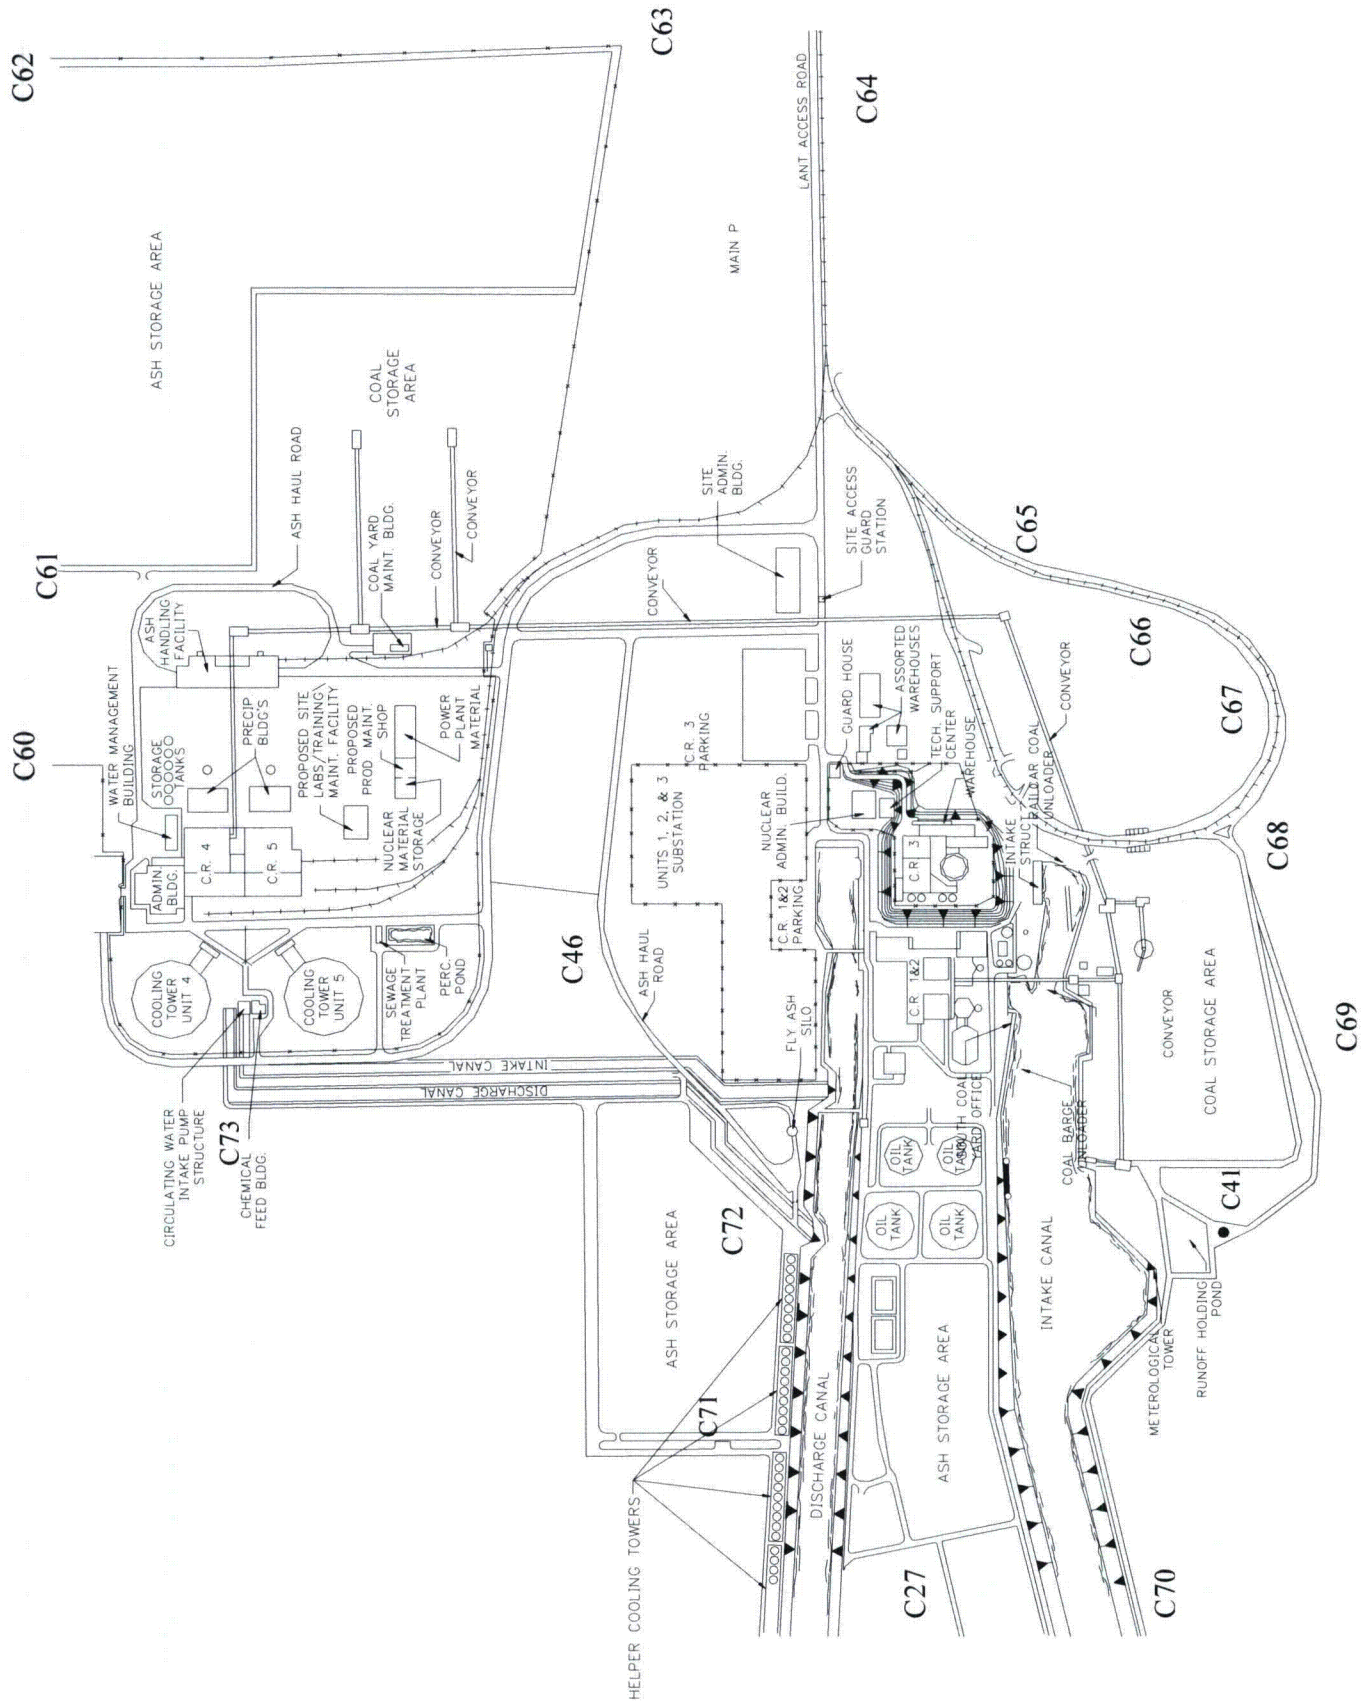 C62
C63
C64
LANT ACCESS ROAD
MAIN P
ASH STORAGE AREA
COAL
STORAGE
AREA
C61
ASH HAUL ROAD
COAL YARD
MAINT. BLDG.
CONVEYOR
CONVEYOR
SITE
ADMIN.
BLDG.
SITE ACCESS
GUARD
STATION
C65
ASH
HANDLING
FACILITY
CONVEYOR
C60
WATER MANAGEMENT
BUILDING
STORAGE
TANKS
PRECIP
BLDG'S
PROPOSED SITE
LABS/TRAINING/
MAINT. FACILITY
PROPOSED
PROD MAINT.
SHOP
POWER
PLANT
MATERIAL
NUCLEAR
MATERIAL
STORAGE
C.R. 3
PARKING
GUARD HOUSE
ASSORTED
WAREHOUSES
TECH. SUPPORT
CENTER
WAREHOUSE
CONVEYOR
C66
C67
ADMIN.
BLDG.
C.R. 4
C.R. 5
UNITS 1, 2, & 3
SUBSTATION
NUCLEAR
ADMIN. BUILD.
C.R. 1&2
PARKING
C.R. 3
INTAKE
STRUCT
RAILCAR COAL
UNLOADER
C68
COOLING
TOWER
UNIT 4
COOLING
TOWER
UNIT 5
SEWAGE
TREATMENT
PLANT
PERC.
POND
C46
ASH HAUL
ROAD
FLY ASH
SILO
C.R. 1&2
CONVEYOR
COAL STORAGE AREA
C69
INTAKE CANAL
DISCHARGE CANAL
CIRCULATING WATER
INTAKE PUMP
STRUCTURE
C73
CHEMICAL
FEED BLDG.
SOUTH COAL
YARD OFFICE
COAL BARGE
UNLOADER
OIL
TANK
OIL
TANK
OIL
TANK
OIL
TANK
C72
C41
ASH STORAGE AREA
INTAKE CANAL
METEROLOGICAL
TOWER
RUNOFF HOLDING
POND
C71
DISCHARGE CANAL
ASH STORAGE AREA
HELPER COOLING TOWERS
C27
C70